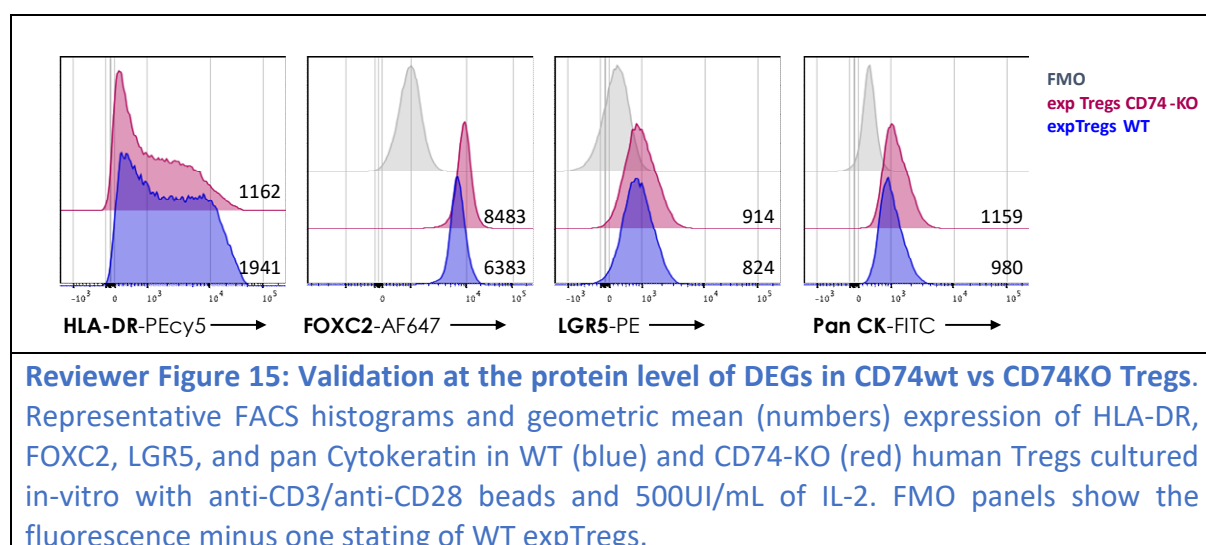 FMO
exp Tregs CD74-KO
expTregs WT
1162
1941
8483
6383
914
824
1159
980
-10³ 0 10³ 10⁴ 10⁵
0 10⁴ 10⁵
-10³ 0 10³ 10⁴ 10⁵
0 10³ 10⁴ 10⁵
HLA-DR-PEcy5
FOXC2-AF647
LGR5-PE
Pan CK-FITC
Reviewer Figure 15: Validation at the protein level of DEGs in CD74wt vs CD74KO Tregs.
Representative FACS histograms and geometric mean (numbers) expression of HLA-DR,
FOXC2, LGR5, and pan Cytokeratin in WT (blue) and CD74-KO (red) human Tregs cultured
in-vitro with anti-CD3/anti-CD28 beads and 500UI/mL of IL-2. FMO panels show the
fluorescence minus one stating of WT expTregs.